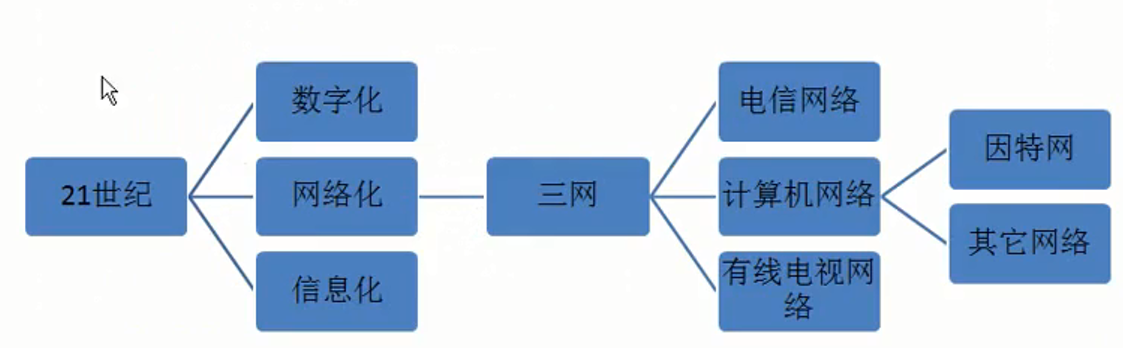 21世纪
数字化
网络化
信息化
三网
电信网络
计算机网络
有线电视网
络
因特网
其它网络